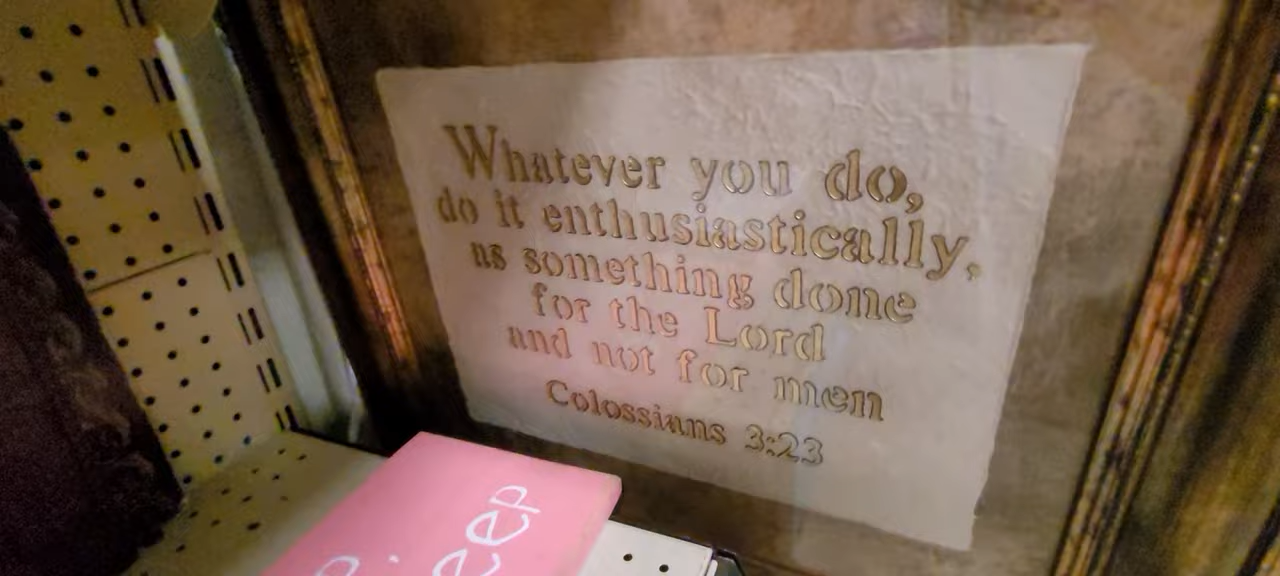 Whatever you do,
do it enthusiastically,
as something done
for the Lord
and not for men
Colossians 3:23